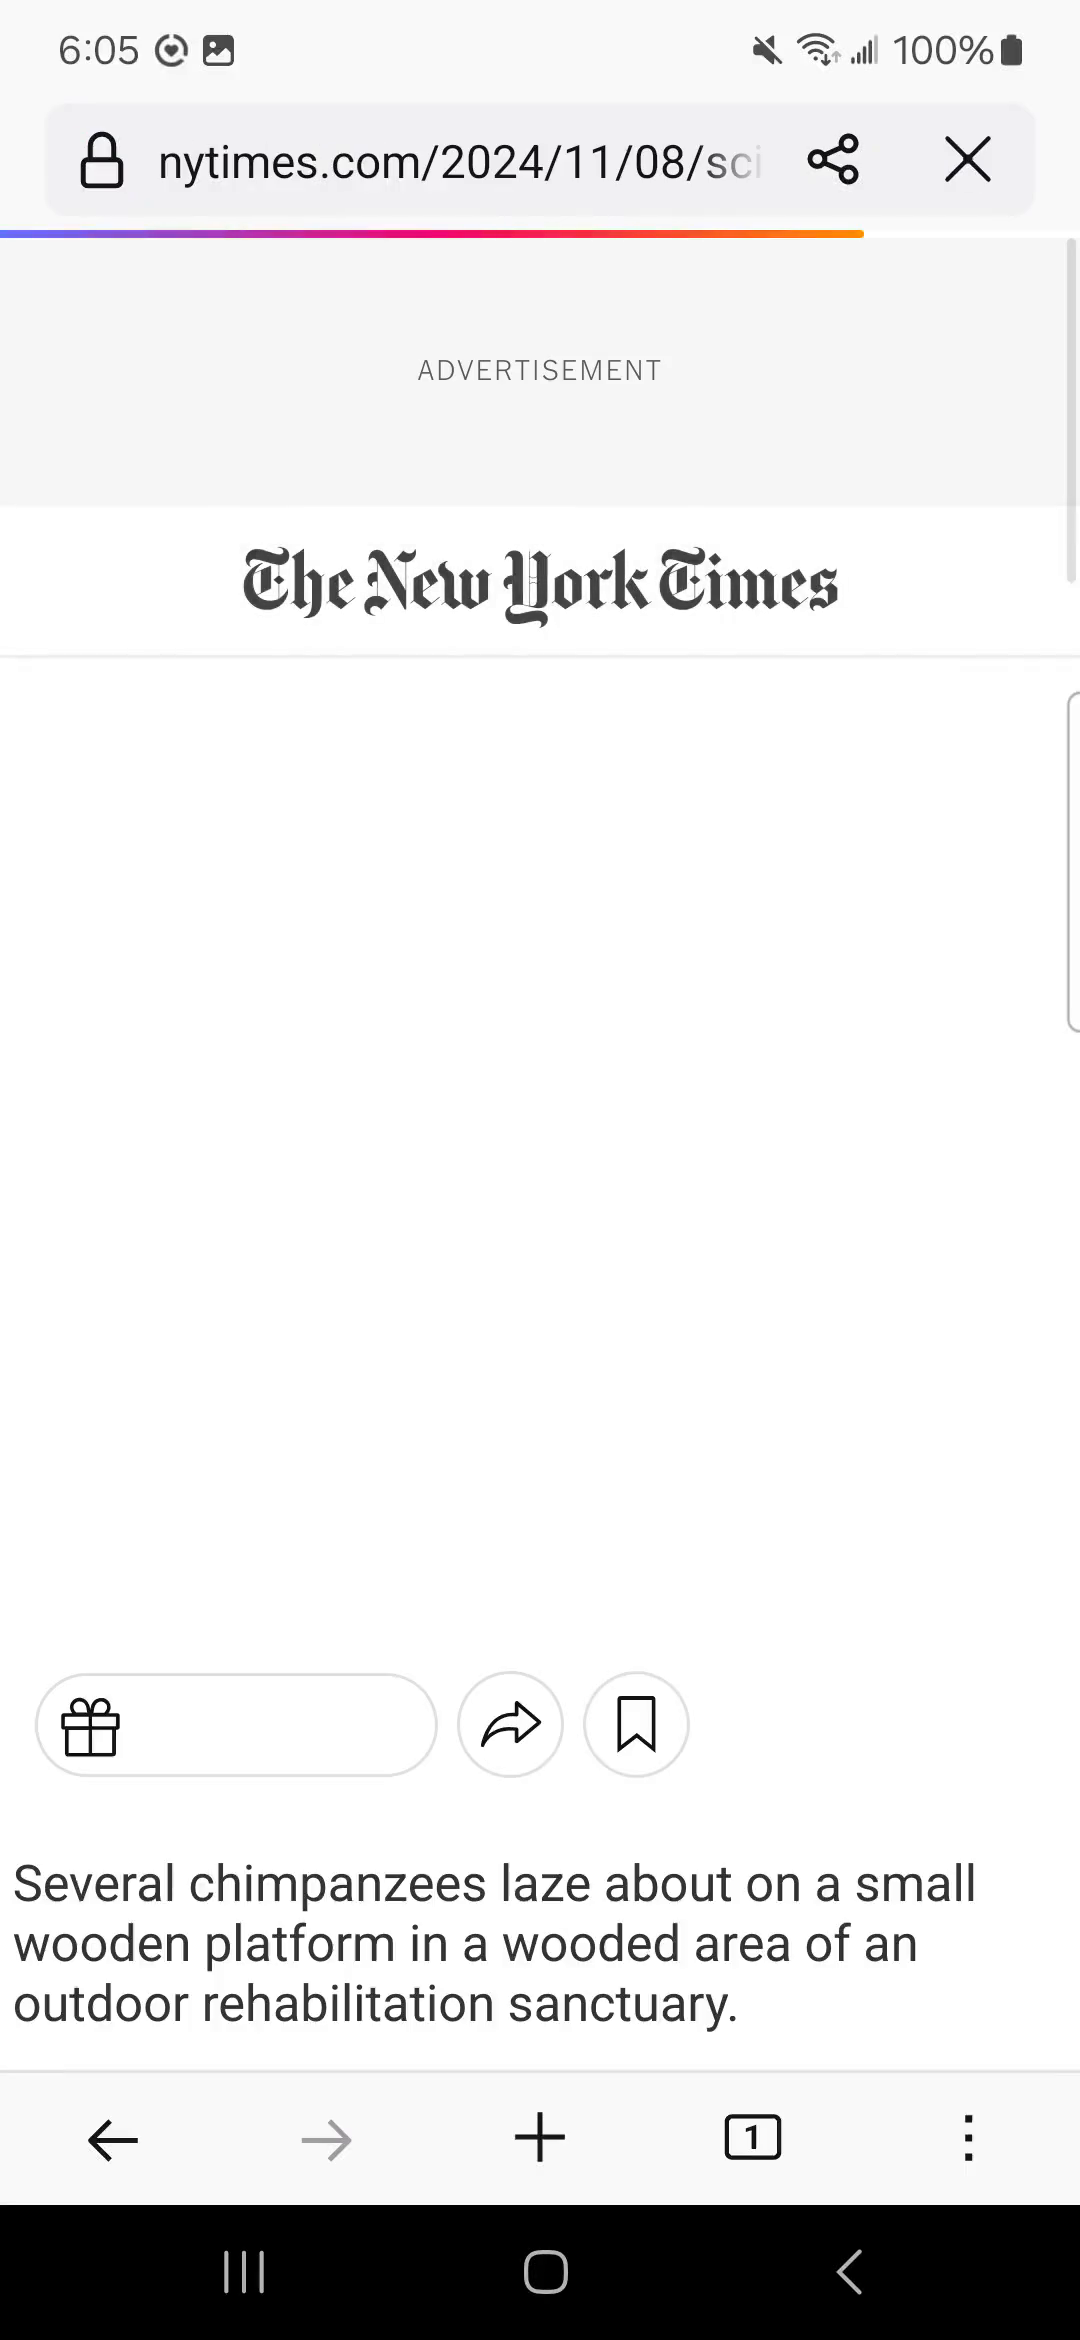 6:05
100%
nytimes.com/2024/11/08/sci
ADVERTISEMENT
The New York Times
Several chimpanzees laze about on a small
wooden platform in a wooded area of an
outdoor rehabilitation sanctuary.
1